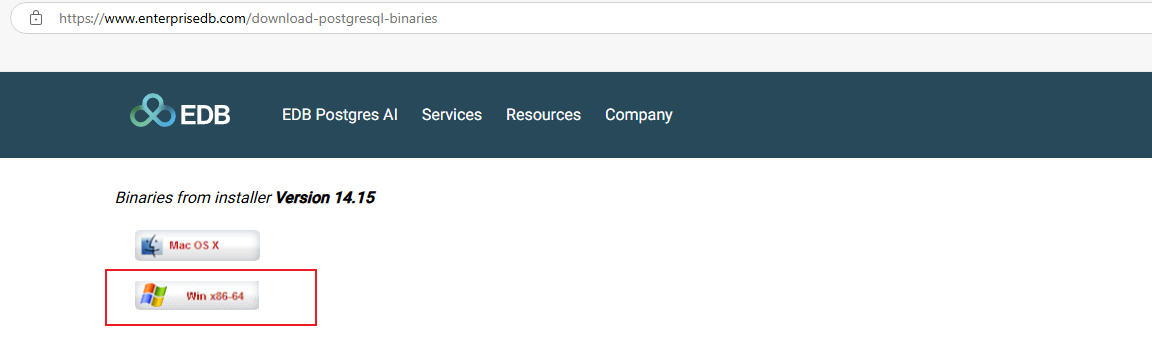 https://www.enterprisedb.com/download-postgresql-binaries
EDB EDB Postgres AI Services Resources Company
Binaries from installer Version 14.15
Mac OS X
Win x86-64